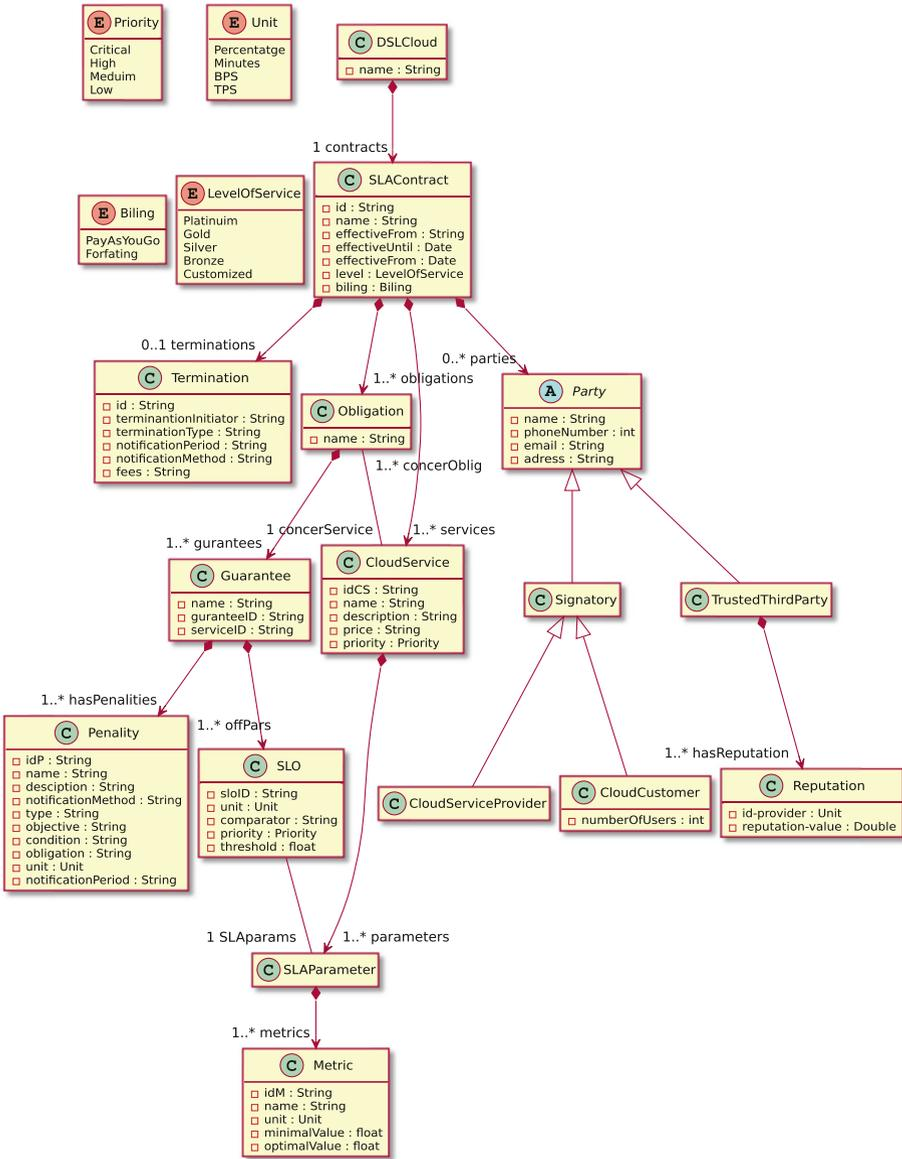 E Priority
Critical
High
Meduim
Low
E Unit
Percentatge
Minutes
BPS
TPS
C DSLCloud
name : String
1 contracts
E Biling
PayAsYouGo
Forfating
E LevelOfService
Platinuim
Gold
Silver
Bronze
Customized
C SLAContract
id : String
name : String
effectiveFrom : String
effectiveUntil : Date
effectiveFrom : Date
level : LevelOfService
biling : Biling
0..1 terminations
1..* obligations
0..* parties
C Termination
id : String
terminantionInitiator : String
terminationType : String
notificationPeriod : String
notificationMethod : String
fees : String
C Obligation
name : String
A Party
name : String
phoneNumber : int
email : String
adress : String
1..* concerOblig
1 concerService
1..* services
1..* gurantees
C Guarantee
name : String
guranteeID : String
serviceID : String
C CloudService
idCS : String
name : String
description : String
price : String
priority : Priority
C Signatory
C TrustedThirdParty
1..* hasPenalities
1..* offPars
1..* hasReputation
C Penality
idP : String
name : String
desciption : String
notificationMethod : String
type : String
objective : String
condition : String
obligation : String
unit : Unit
notificationPeriod : String
C SLO
sloID : String
unit : Unit
comparator : String
priority : Priority
threshold : float
C CloudServiceProvider
C CloudCustomer
numberOfUsers : int
C Reputation
id-provider : Unit
reputation-value : Double
1 SLAparams
1..* parameters
C SLAParameter
1..* metrics
C Metric
idM : String
name : String
unit : Unit
minimalValue : float
optimalValue : float